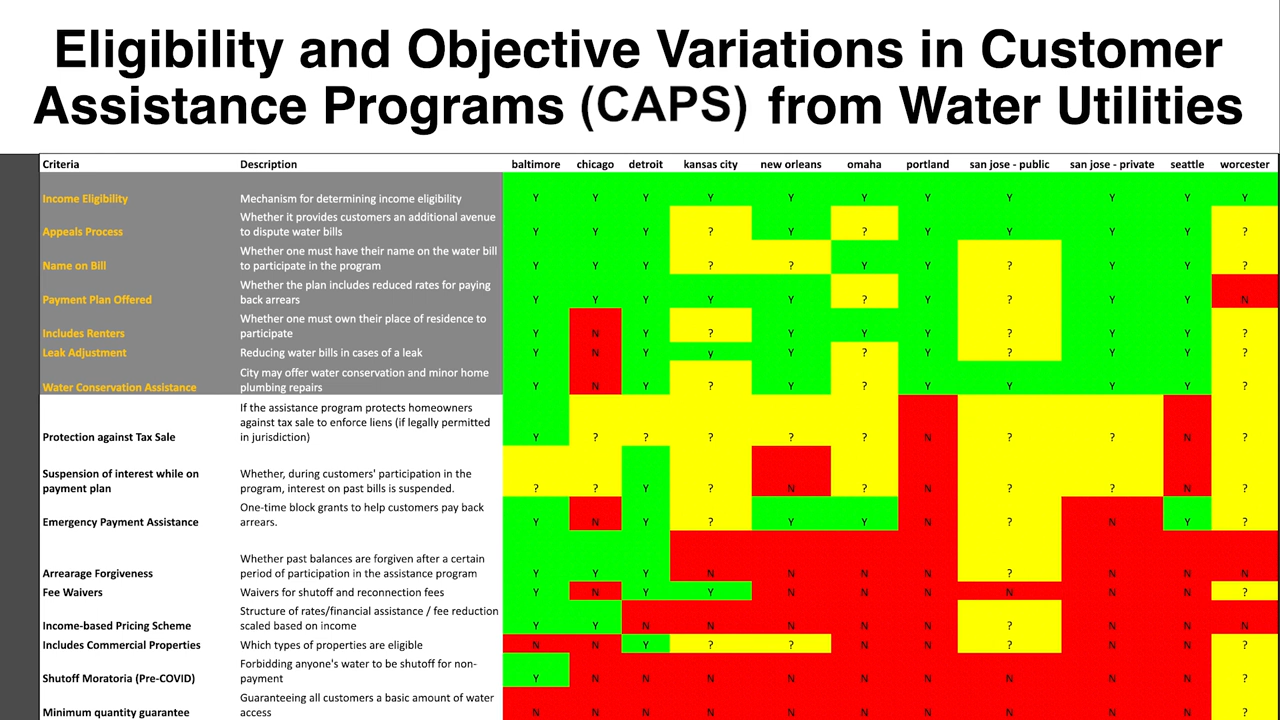 Eligibility and Objective Variations in Customer
Assistance Programs (CAPS) from Water Utilities
Criteria Description baltimore chicago detroit kansas city new orleans omaha portland san jose - public san jose - private seattle worcester
Income Eligibility Mechanism for determining income eligibility Y Y Y Y Y Y Y Y Y Y Y
Whether it provides customers an additional avenue
Appeals Process to dispute water bills Y Y Y ? Y ? Y Y Y Y ?
Whether one must have their name on the water bill
Name on Bill to participate in the program Y Y Y ? ? Y Y ? Y Y ?
Whether the plan includes reduced rates for paying
Payment Plan Offered back arrears Y Y Y Y Y ? Y ? Y Y N
Whether one must own their place of residence to
Includes Renters participate Y N Y ? Y Y Y ? Y Y ?
Leak Adjustment Reducing water bills in cases of a leak Y N Y y Y ? Y ? Y Y ?
City may offer water conservation and minor home
Water Conservation Assistance plumbing repairs Y N Y ? Y ? Y Y Y Y ?
If the assistance program protects homeowners
against tax sale to enforce liens (if legally permitted
Protection against Tax Sale in jurisdiction) Y ? ? ? ? ? N ? ? N ?
Suspension of interest while on Whether, during customers' participation in the
payment plan program, interest on past bills is suspended. ? ? Y ? N ? N ? ? N ?
One-time block grants to help customers pay back
Emergency Payment Assistance arrears. Y N Y ? Y Y N ? N Y ?
Whether past balances are forgiven after a certain
Arrearage Forgiveness period of participation in the assistance program Y Y Y N N N N ? N N N
Fee Waivers Waivers for shutoff and reconnection fees Y N Y Y N N N N N N ?
Structure of rates/financial assistance / fee reduction
Income-based Pricing Scheme scaled based on income Y Y N N N N N ? N N N
Includes Commercial Properties Which types of properties are eligible N N Y ? ? N N ? N N ?
Forbidding anyone's water to be shutoff for non-
Shutoff Moratoria (Pre-COVID) payment Y N N N N N N N N N ?
Guaranteeing all customers a basic amount of water
Minimum quantity guarantee access N N N N N N N N N N ?